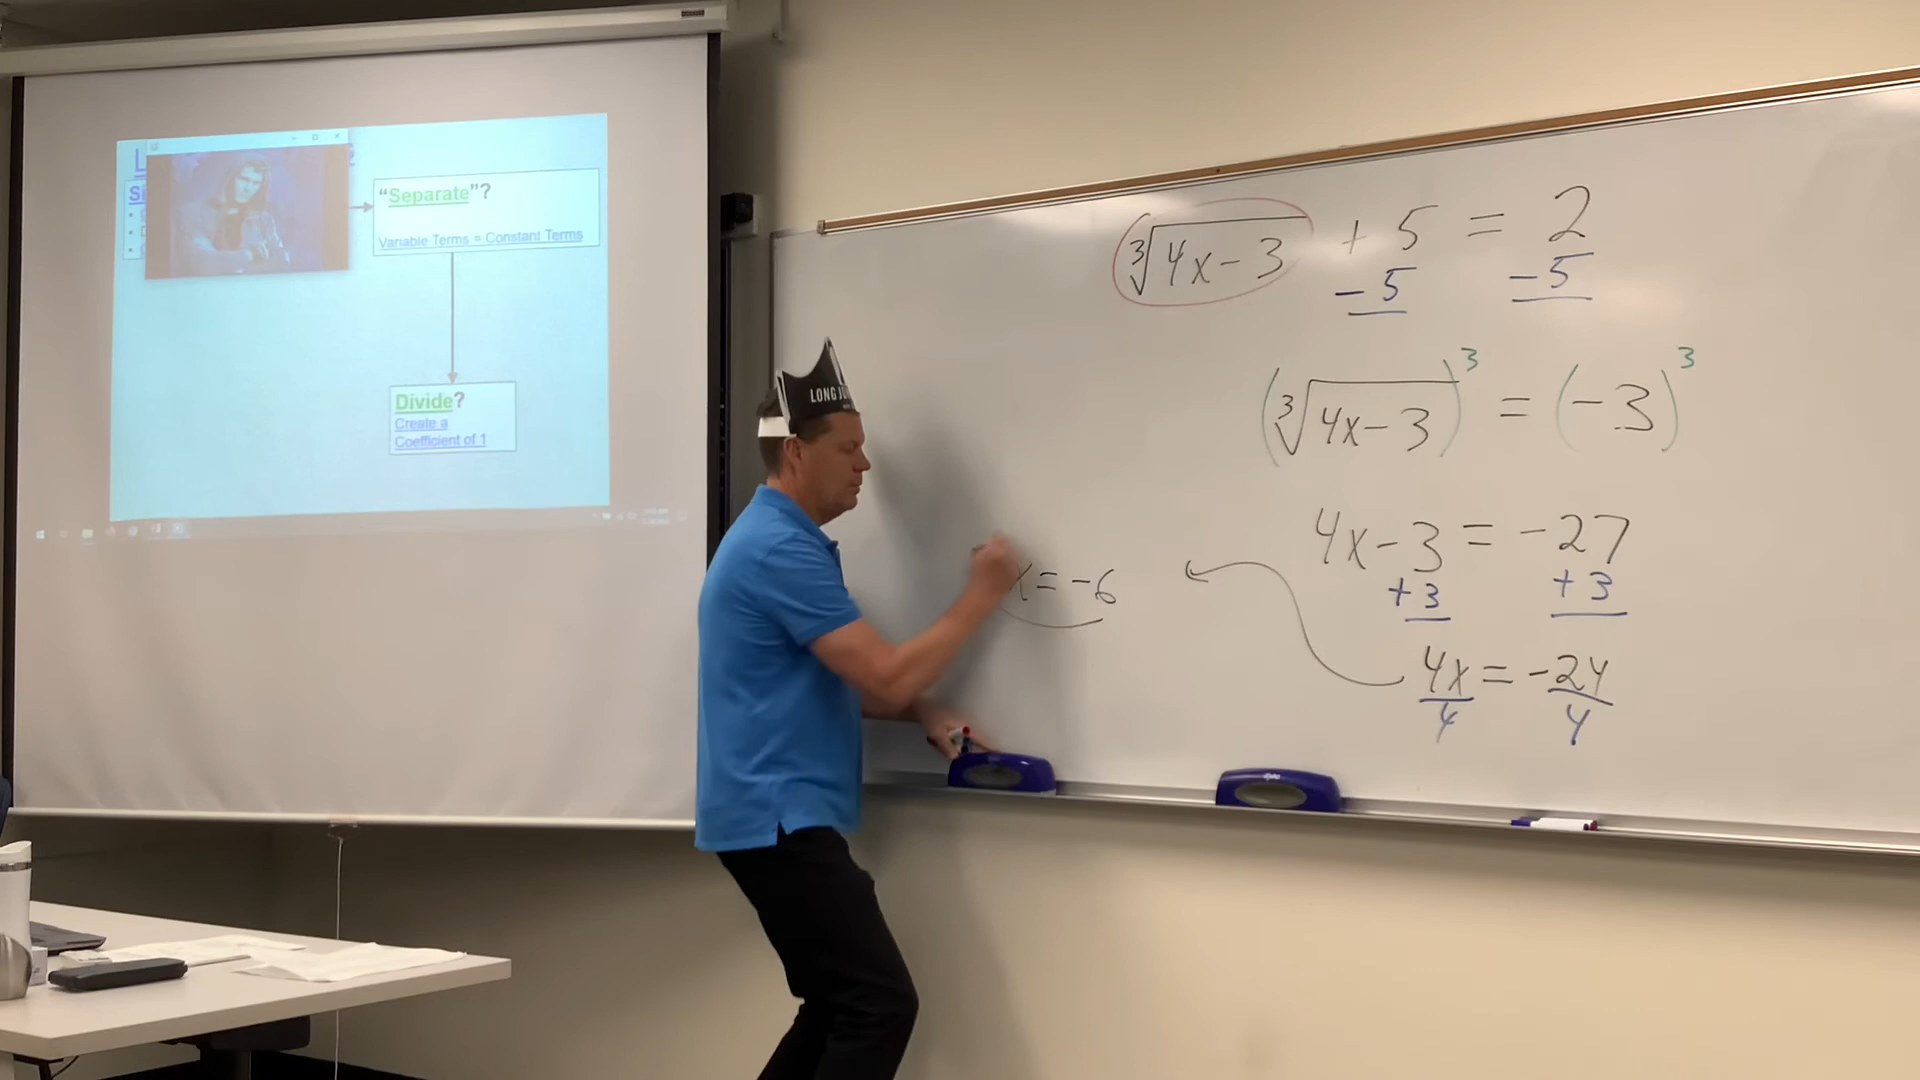 "Separate"?
Variable Terms = Constant Terms
Divide?
Create a
Coefficient of 1
LONG
∛(4x-3) + 5 = 2
-5 -5
(∛(4x-3))³ = (-3)³
4x-3 = -27
+3 +3
4x = -24
4 4
x = -6